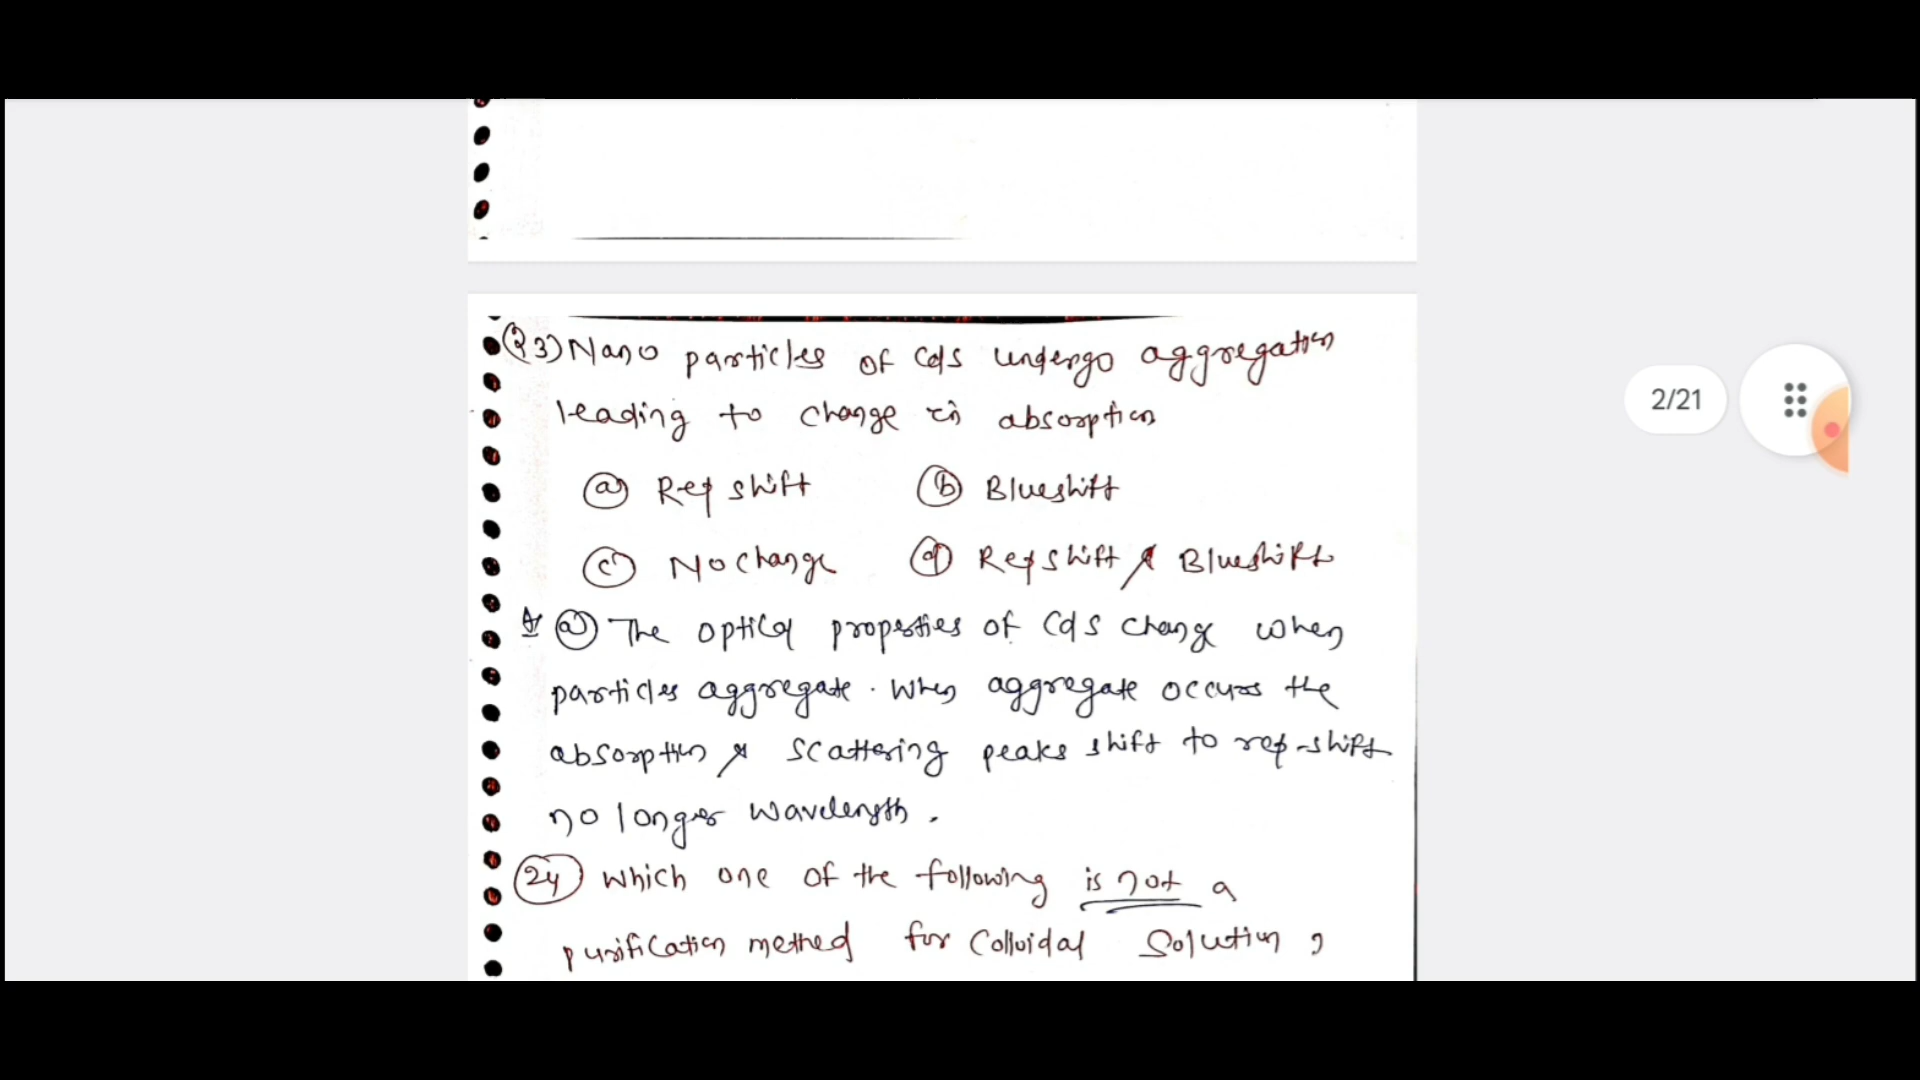 23) Nano particles of Cds undergo aggregation
leading to change in absorption
(a) Red shift (b) Blueshift
(c) No change (d) Redshift & Blueshift
(a) The optical properties of Cds change when
particles aggregate. When aggregate occurs the
absorption & scattering peaks shift to red-shift
no longer wavelength.
24 Which one of the following is not a
purification method for Colloidal Solution ?
2/21